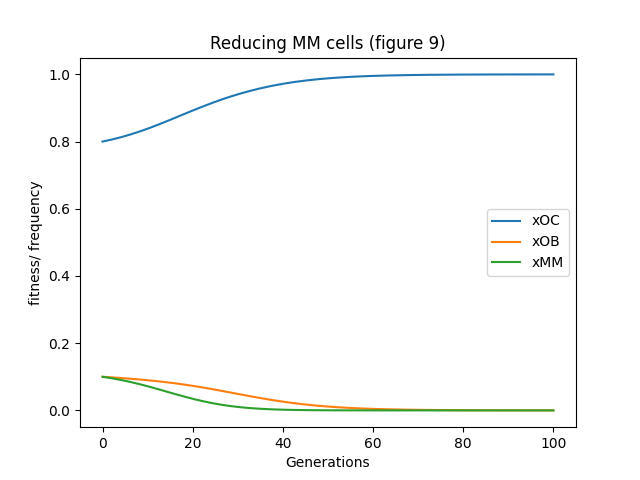 Reducing MM cells (figure 9)
1.0
0.8
0.6
0.4
0.2
0.0
fitness/ frequency
xOC
xOB
xMM
0 20 40 60 80 100
Generations